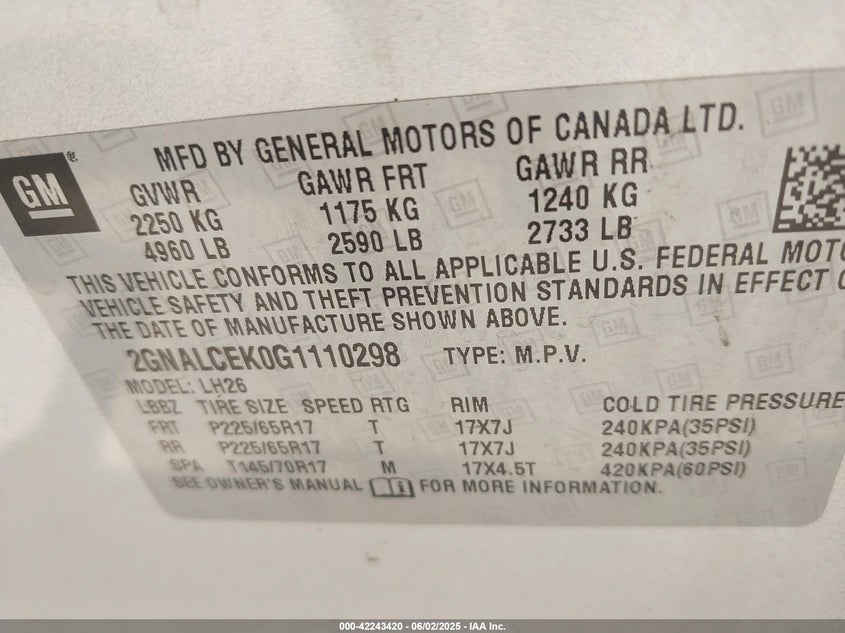 MFD BY GENERAL MOTORS OF CANADA LTD.
GM
GVWR GAWR FRT GAWR RR
2250 KG 1175 KG 1240 KG
4960 LB 2590 LB 2733 LB
THIS VEHICLE CONFORMS TO ALL APPLICABLE U.S. FEDERAL MOTO
VEHICLE SAFETY AND THEFT PREVENTION STANDARDS IN EFFECT O
THE DATE OF MANUFACTURE SHOWN ABOVE.
2GNALCEK0G1110298 TYPE: M.P.V.
MODEL: LH26
LBBZ TIRE SIZE SPEED RTG RIM COLD TIRE PRESSURE
FRT P225/65R17 T 17X7J 240KPA(35PSI)
RR P225/65R17 T 17X7J 240KPA(35PSI)
SPA T145/70R17 M 17X4.5T 420KPA(60PSI)
SEE OWNER'S MANUAL FOR MORE INFORMATION.
000-42243420 - 06/02/2025 - IAA Inc.